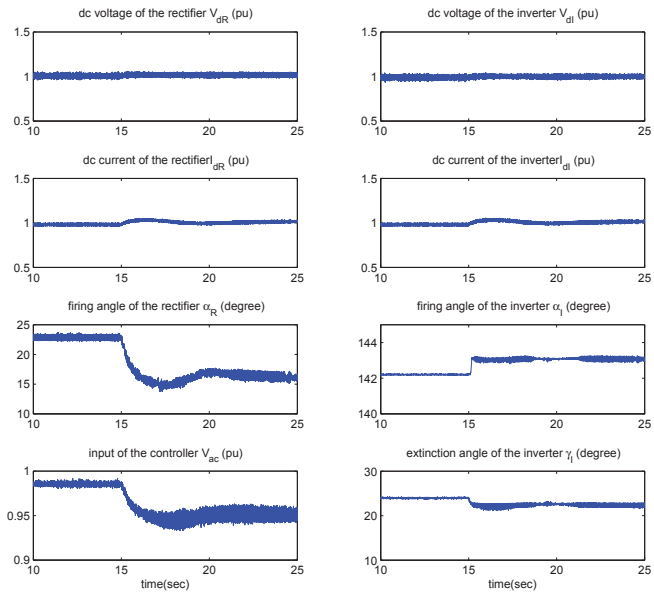 dc voltage of the rectifier V_dR (pu)
1.5
1
0.5
10 15 20 25
dc voltage of the inverter V_dI (pu)
1.5
1
0.5
10 15 20 25
dc current of the rectifierI_dR (pu)
1.5
1
0.5
10 15 20 25
dc current of the inverterI_dI (pu)
1.5
1
0.5
10 15 20 25
firing angle of the rectifier α_R (degree)
25
20
15
10
10 15 20 25
firing angle of the inverter α_I (degree)
144
142
140
10 15 20 25
input of the controller V_ac (pu)
1
0.95
0.9
10 15 20 25
time(sec)
extinction angle of the inverter γ_I (degree)
30
20
10
10 15 20 25
time(sec)